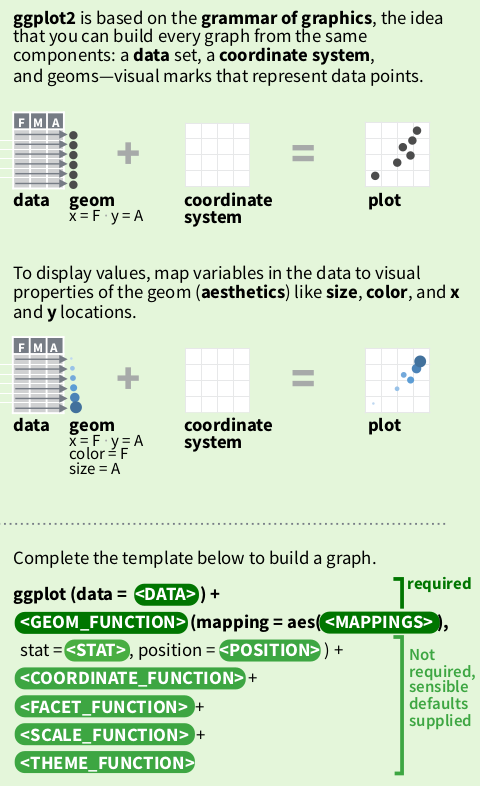 ggplot2 is based on the grammar of graphics, the idea
that you can build every graph from the same
components: a data set, a coordinate system,
and geoms—visual marks that represent data points.
F M A
+ =
data geom coordinate plot
x = F · y = A system
To display values, map variables in the data to visual
properties of the geom (aesthetics) like size, color, and x
and y locations.
F M A
+ =
data geom coordinate plot
x = F · y = A system
color = F
size = A
Complete the template below to build a graph.
ggplot (data = <DATA>) +
required
<GEOM_FUNCTION> (mapping = aes(<MAPPINGS>),
stat = <STAT>, position = <POSITION> ) +
<COORDINATE_FUNCTION> +
<FACET_FUNCTION> +
<SCALE_FUNCTION> +
<THEME_FUNCTION>
Not
required,
sensible
defaults
supplied